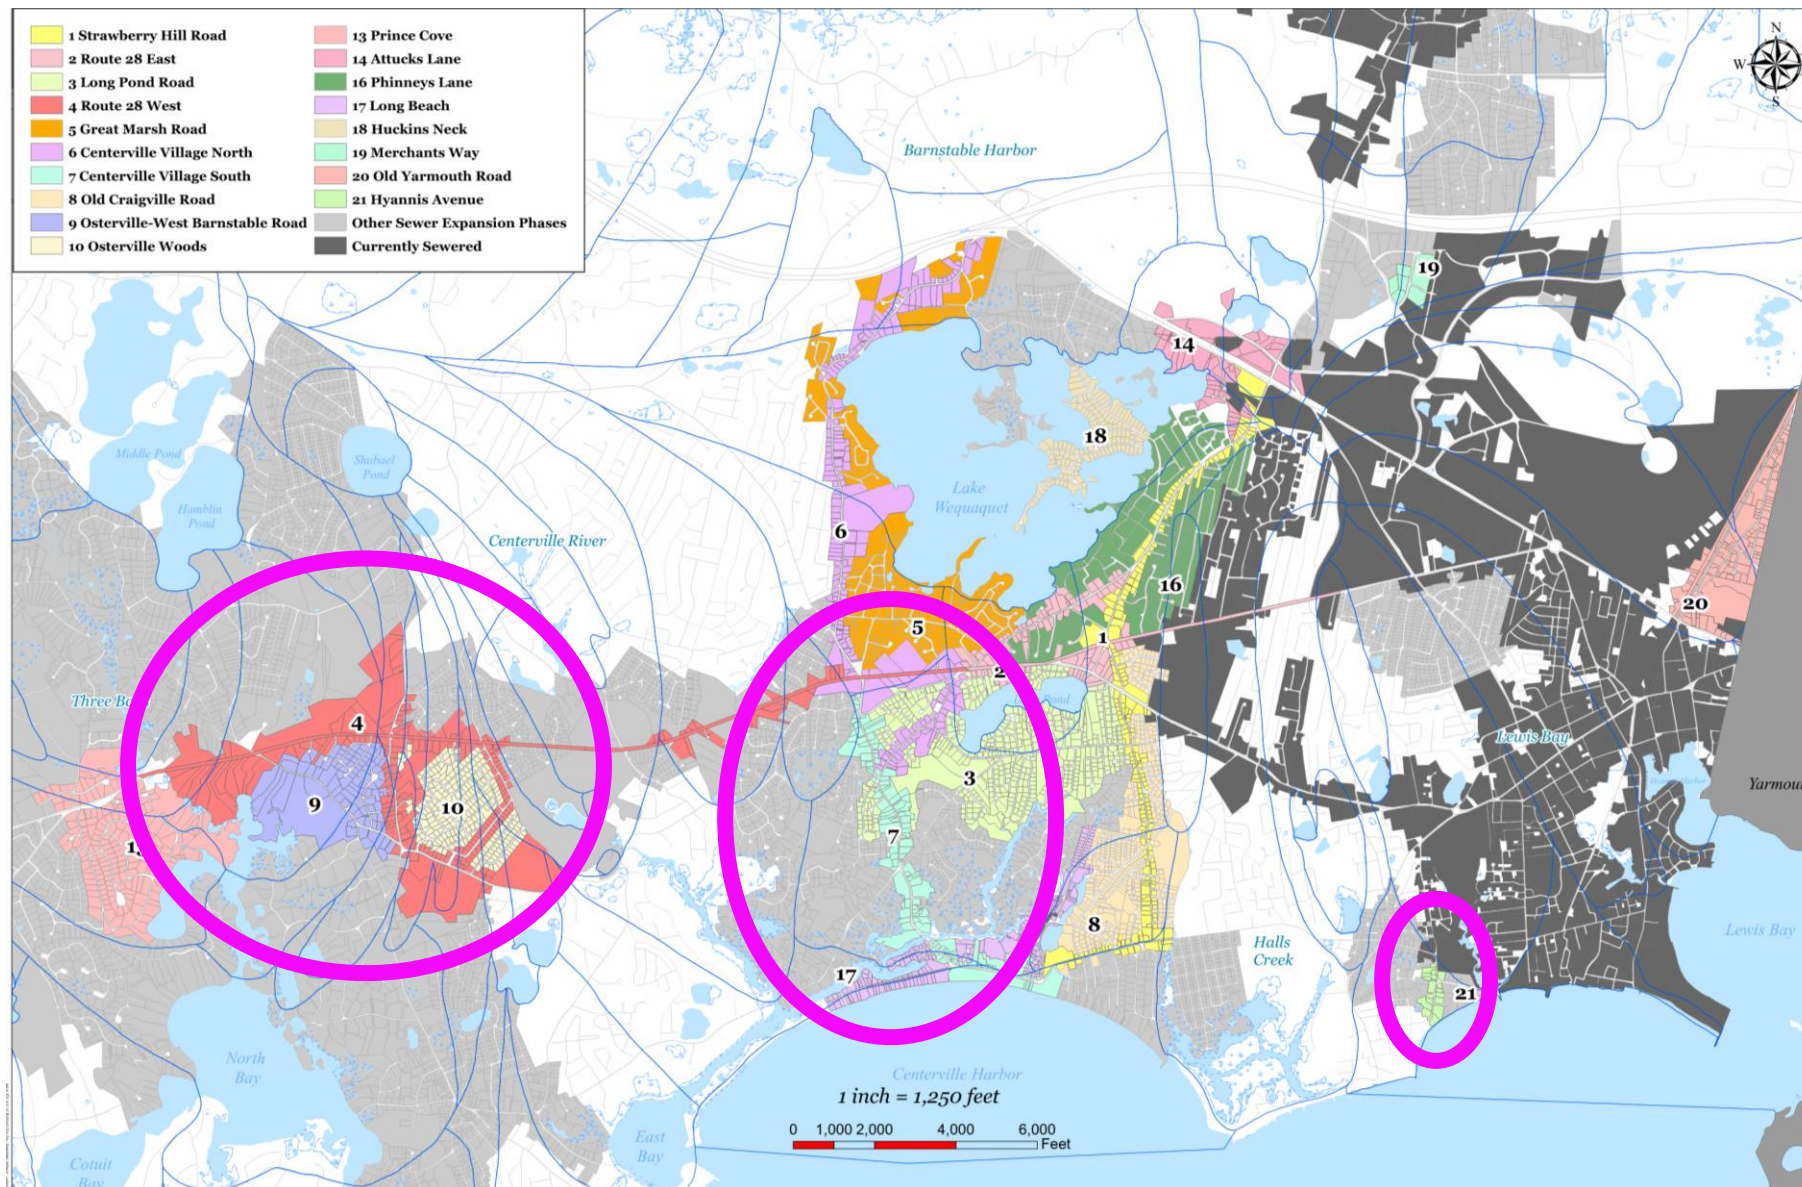 1 Strawberry Hill Road
2 Route 28 East
3 Long Pond Road
4 Route 28 West
5 Great Marsh Road
6 Centerville Village North
7 Centerville Village South
8 Old Craigville Road
9 Osterville-West Barnstable Road
10 Osterville Woods
13 Prince Cove
14 Attucks Lane
16 Phinneys Lane
17 Long Beach
18 Huckins Neck
19 Merchants Way
20 Old Yarmouth Road
21 Hyannis Avenue
Other Sewer Expansion Phases
Currently Sewered
N
W
S
Barnstable Harbor
19
14
18
Middle Pond
Shubael
Pond
Hamblin
Pond
Lake
Wequaquet
Centerville River
6
16
20
5
1
2
Pond
Three Ba
4
Lewis Bay
3
Yarmou
9
10
7
13
8
Halls
Creek
Lewis Bay
17
21
North
Bay
Centerville Harbor
1 inch = 1,250 feet
0 1,000 2,000 4,000 6,000
Feet
East
Bay
Cotuit
Bay